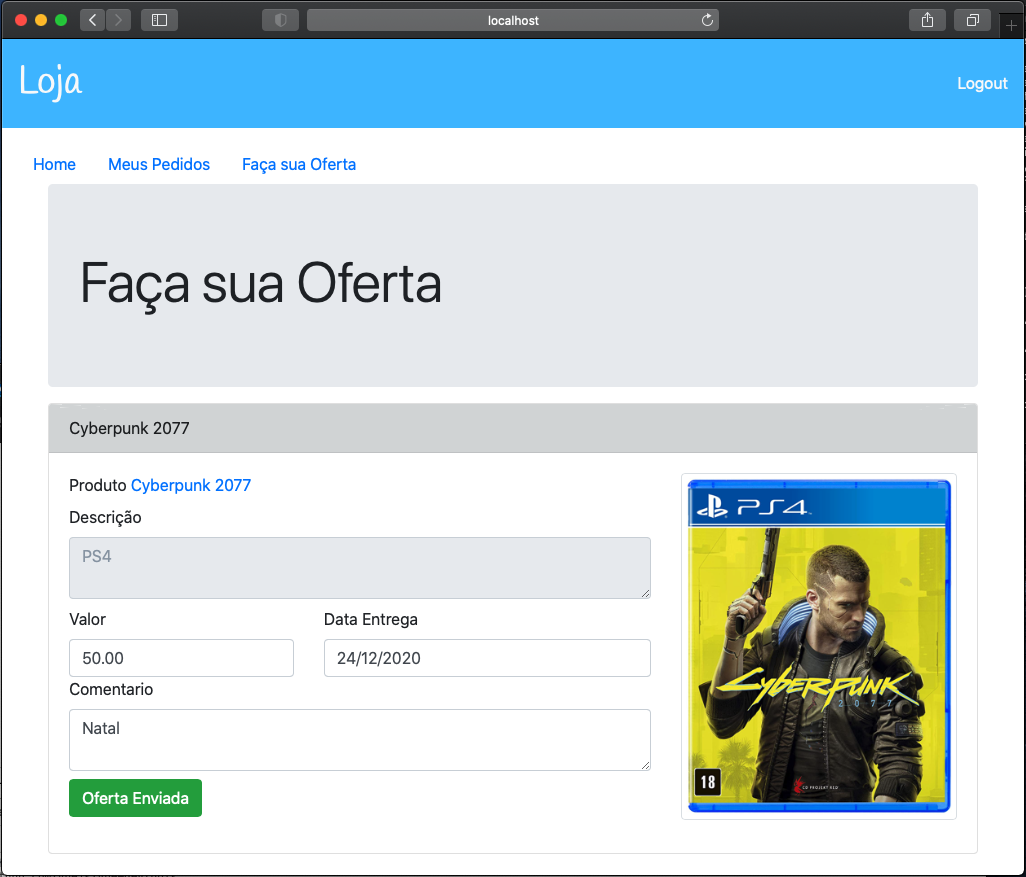 localhost
Loja
Logout
Home Meus Pedidos Faça sua Oferta
Faça sua Oferta
Cyberpunk 2077
Produto Cyberpunk 2077
Descrição
PS4
Valor Data Entrega
50.00 24/12/2020
Comentario
Natal
Oferta Enviada
PS4
CYBERPUNK
2077
18
CD PROJEKT RED